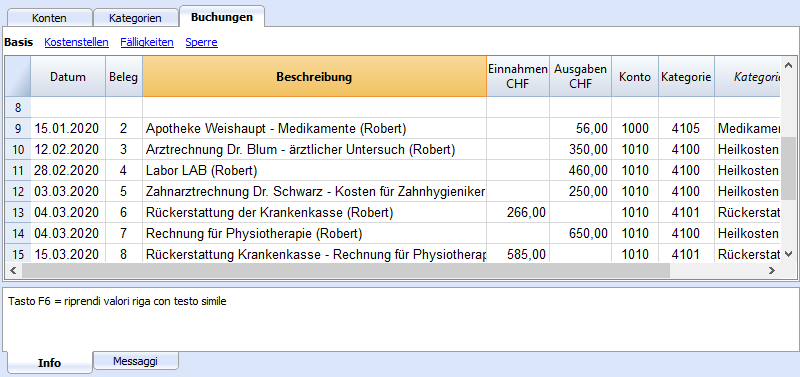 Konten Kategorien Buchungen
Basis Kostenstellen Fälligkeiten Sperre
Datum Beleg Beschreibung Einnahmen CHF Ausgaben CHF Konto Kategorie Kategorie
8
9 15.01.2020 2 Apotheke Weishaupt - Medikamente (Robert) 56,00 1000 4105 Medikamen
10 12.02.2020 3 Arztrechnung Dr. Blum - ärztlicher Untersuch (Robert) 350,00 1010 4100 Heilkosten
11 28.02.2020 4 Labor LAB (Robert) 460,00 1010 4100 Heilkosten
12 03.03.2020 5 Zahnarztrechnung Dr. Schwarz - Kosten für Zahnhygieniker 250,00 1010 4100 Heilkosten
13 04.03.2020 6 Rückerstattung der Krankenkasse (Robert) 266,00 1010 4101 Rückerstat
14 04.03.2020 7 Rechnung für Physiotherapie (Robert) 650,00 1010 4100 Heilkosten
15 15.03.2020 8 Rückerstattung Krankenkasse - Rechnung für Physiotherap 585,00 1010 4101 Rückerstat
Tasto F6 = riprendi valori riga con testo simile
Info Messaggi